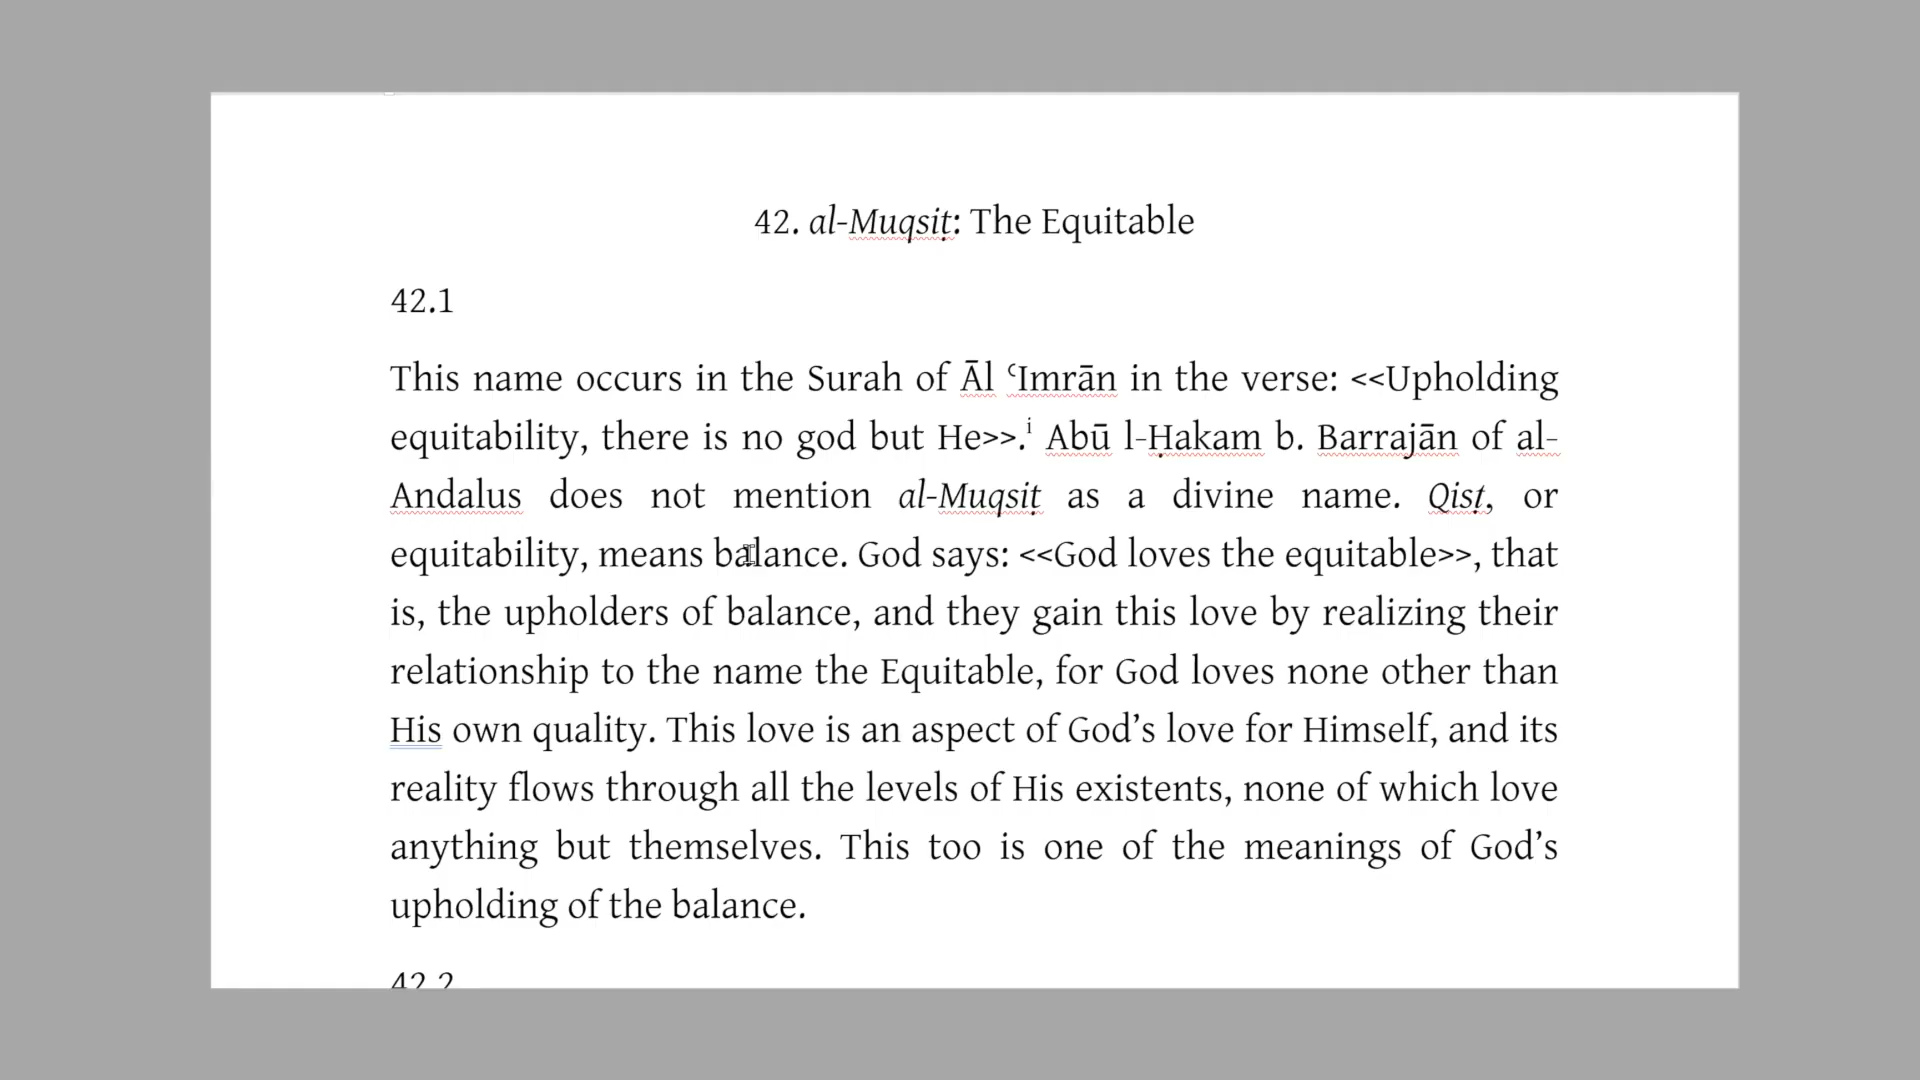 42. al-Muqsiṭ: The Equitable
42.1
This name occurs in the Surah of Āl ʿImrān in the verse: <<Upholding
equitability, there is no god but He>>.ⁱ Abū l-Ḥakam b. Barrajān of al-
Andalus does not mention al-Muqsiṭ as a divine name. Qisṭ, or
equitability, means balance. God says: <<God loves the equitable>>, that
is, the upholders of balance, and they gain this love by realizing their
relationship to the name the Equitable, for God loves none other than
His own quality. This love is an aspect of God’s love for Himself, and its
reality flows through all the levels of His existents, none of which love
anything but themselves. This too is one of the meanings of God’s
upholding of the balance.
42.2